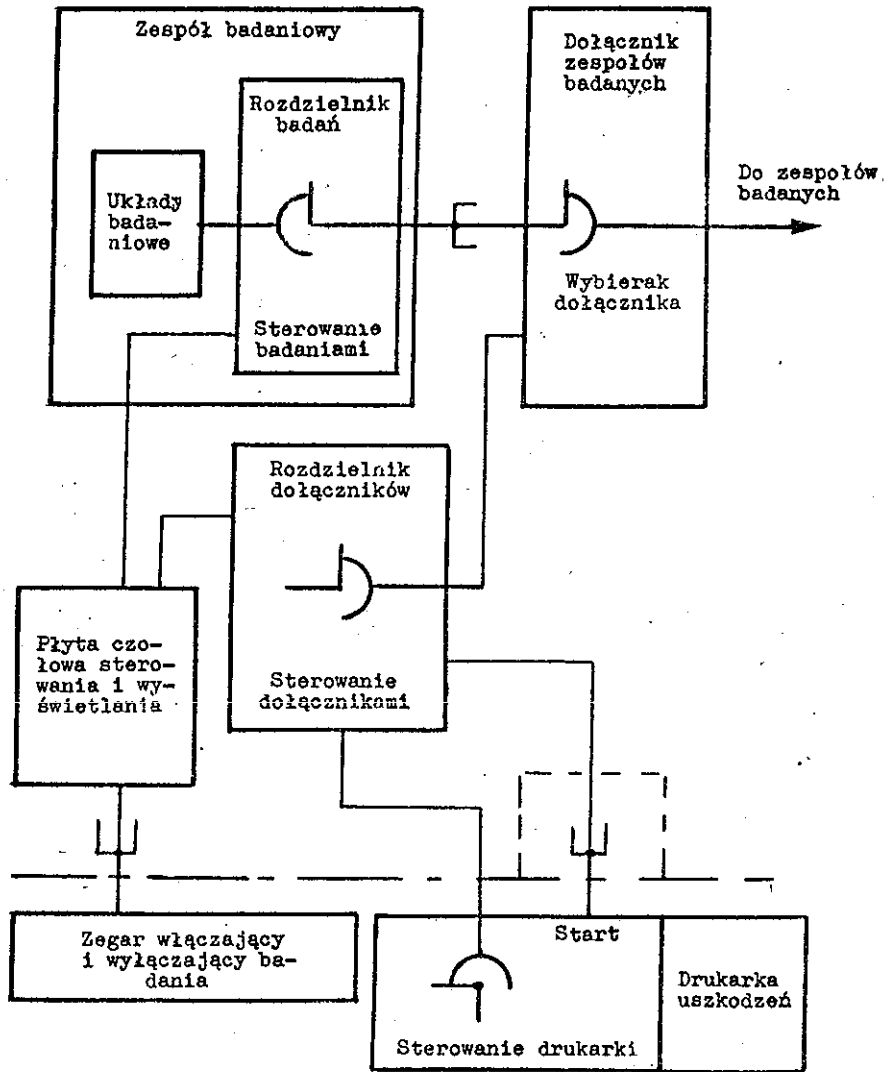 Zespół badaniowy
Rozdzielnik
badań
Układy
bada-
niowe
Sterowanie
badaniami
Dołącznik
zespołów
badanych
Do zespołów
badanych
Wybierak
dołącznika
Rozdzielnik
dołączników
Sterowanie
dołącznikami
Płyta czo-
łowa stero-
wania i wy-
świetlania
Zegar włączający
i wyłączający ba-
dania
Start
Sterowanie drukarki
Drukarka
uszkodzeń